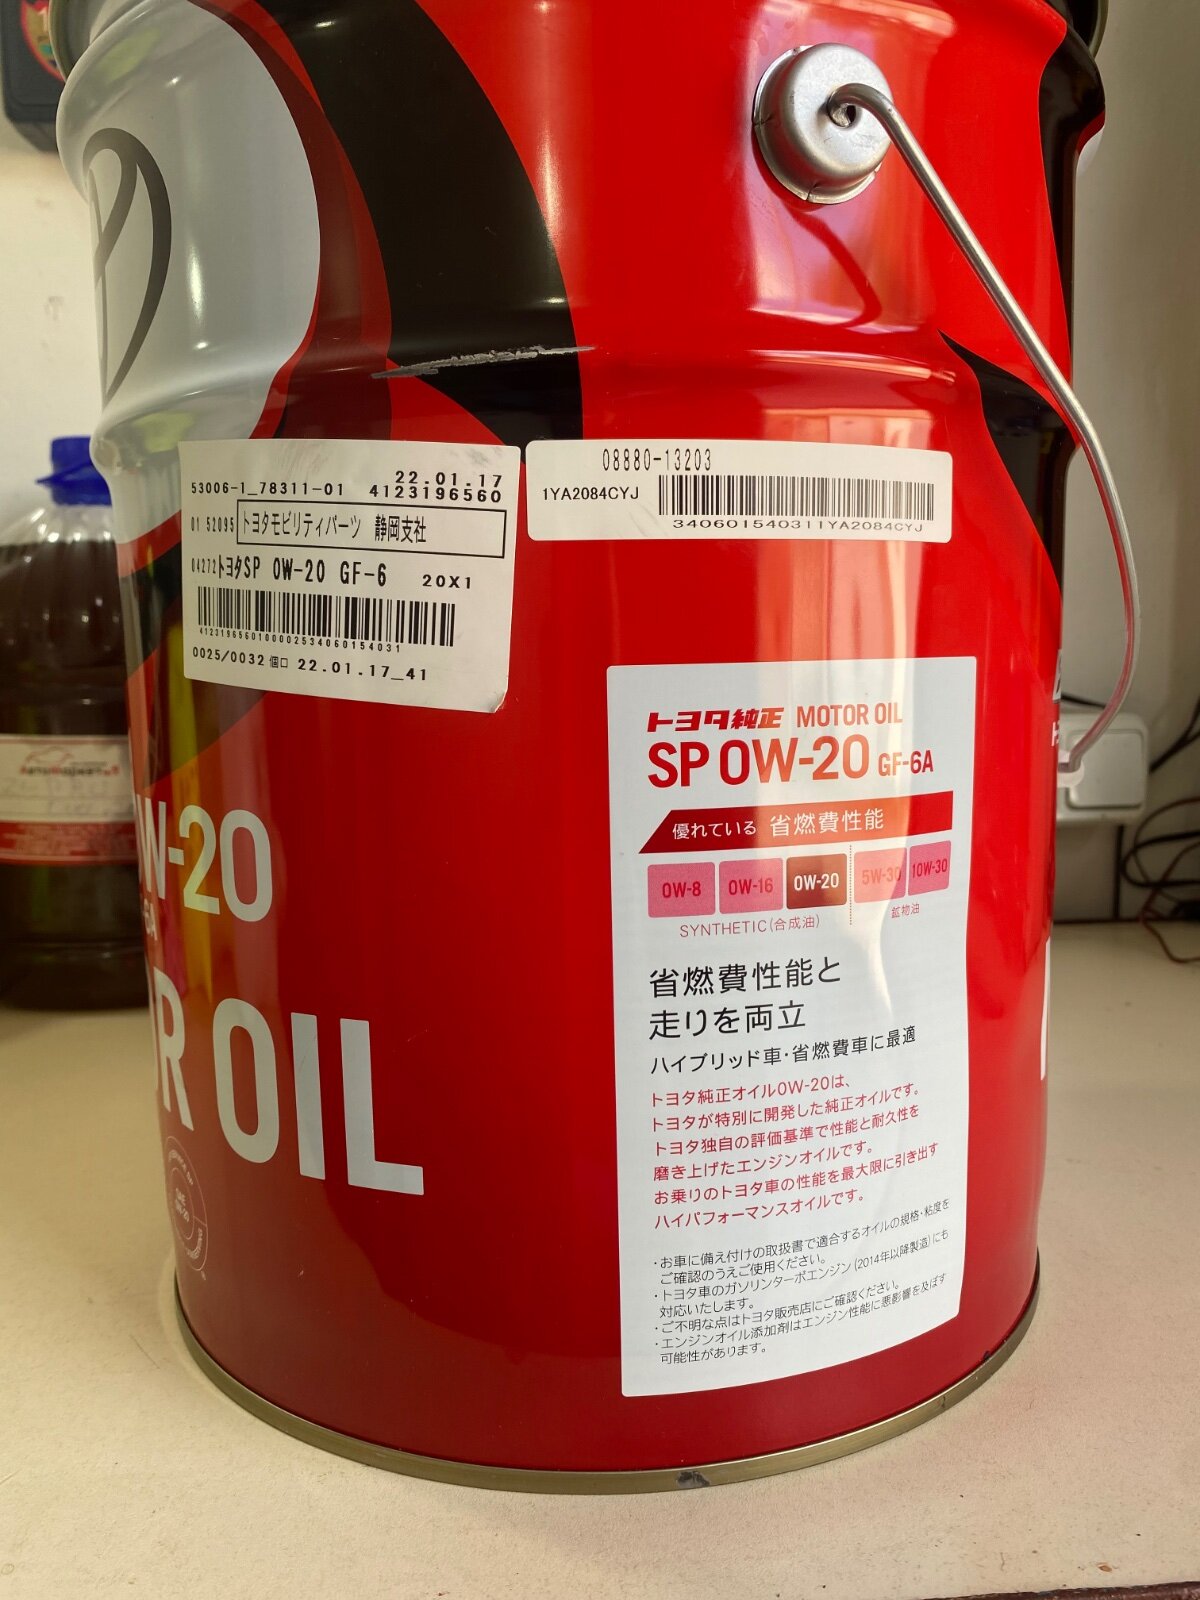 22.01.17
53006-1_78311-01 4123196560
01 52095 トヨタモビリティパーツ 静岡支社
04272 トヨタSP 0W-20 GF-6 20X1
412319656010000253406015403１
0025/0032 個口 22.01.17_41
08880-13203
1YA2084CYJ
34060154031１YA2084CYJ
トヨタ純正 MOTOR OIL
SP 0W-20 GF-6A
優れている 省燃費性能
0W-8 0W-16 0W-20 5W-30 10W-30
SYNTHETIC(合成油) 鉱物油
省燃費性能と
走りを両立
ハイブリッド車・省燃費車に最適
トヨタ純正オイル0W-20は、
トヨタが特別に開発した純正オイルです。
トヨタ独自の評価基準で性能と耐久性を
磨き上げたエンジンオイルです。
お乗りのトヨタ車の性能を最大限に引き出す
ハイパフォーマンスオイルです。
・お車に備え付けの取扱書で適合するオイルの規格・粘度を
ご確認のうえご使用ください。
・トヨタ車のガソリンターボエンジン(2014年以降製造)にも
対応いたします。
・ご不明な点はトヨタ販売店にご確認ください。
・エンジンオイル添加剤はエンジン性能に悪影響を及ぼす
可能性があります。
W-20
6A
R OIL
SAE
0W-20